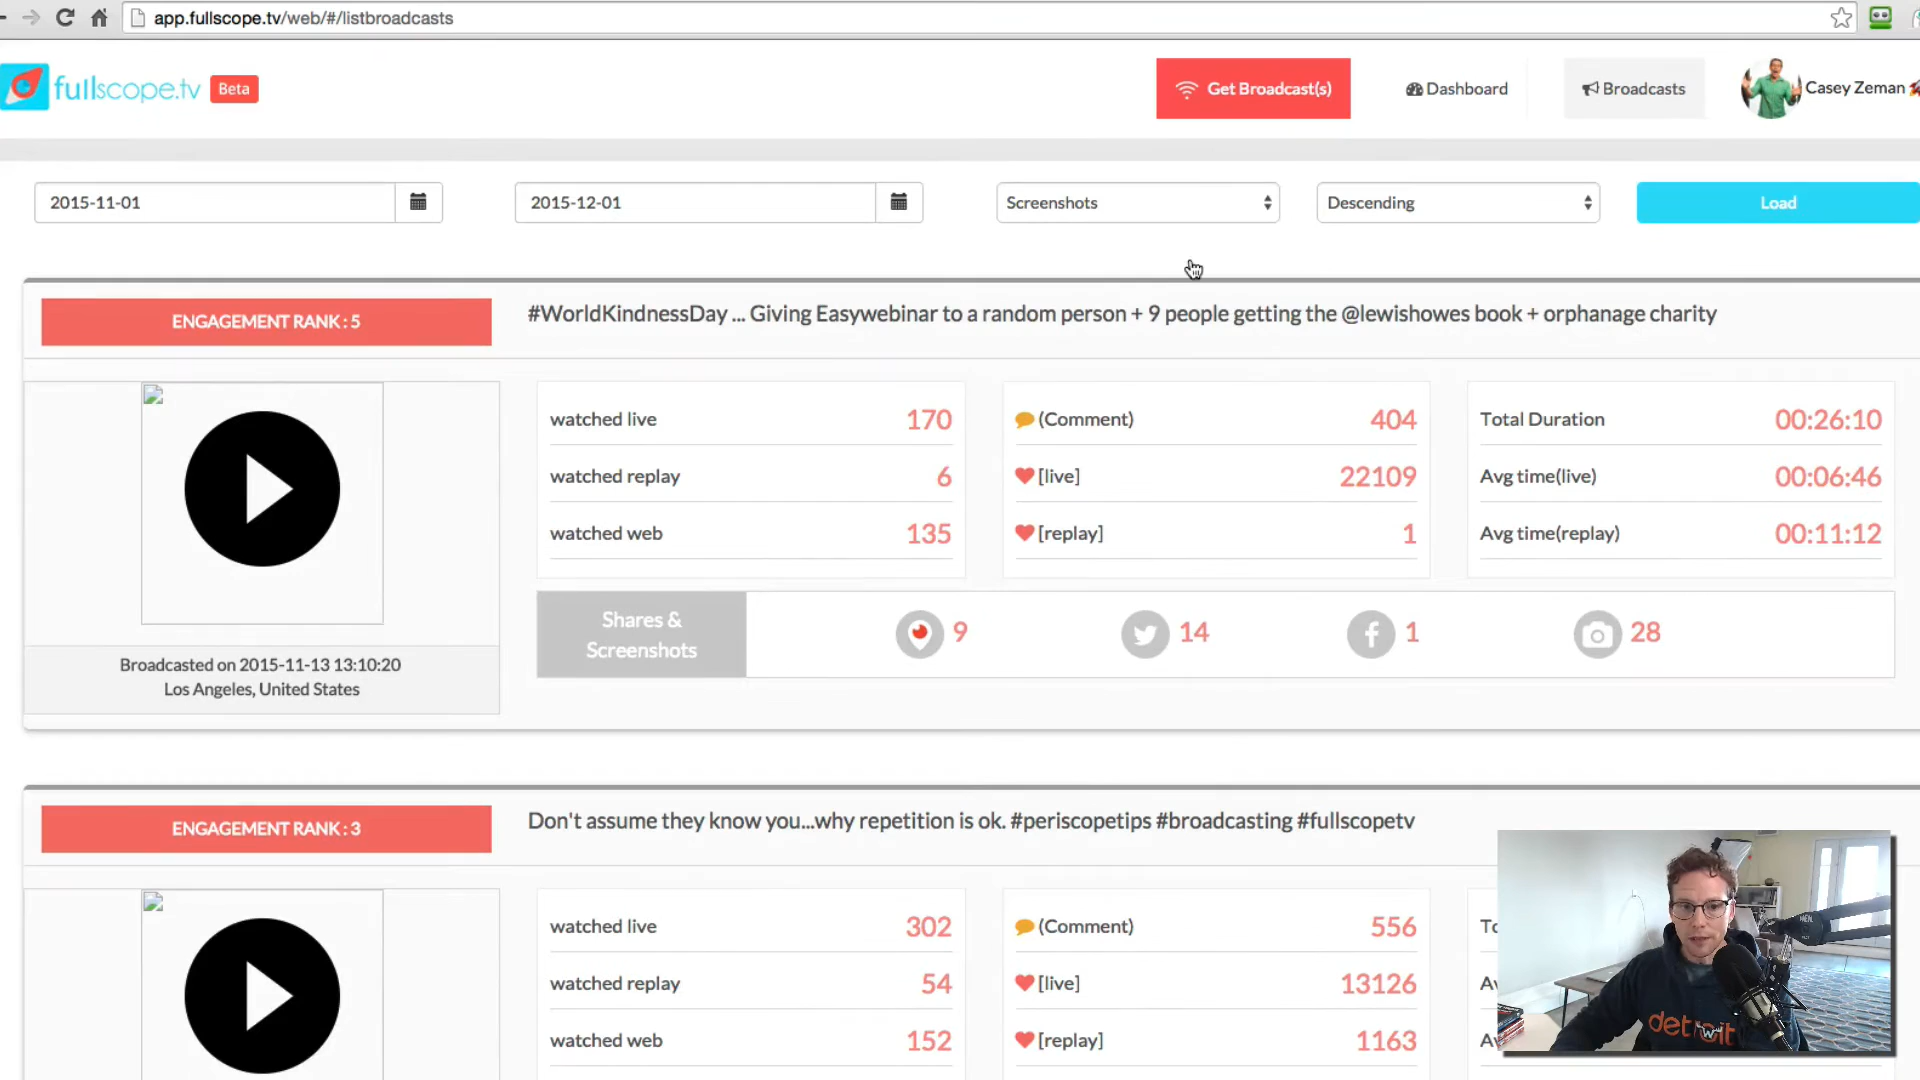 app.fullscope.tv/web/#/listbroadcasts
fullscope.tv Beta
Get Broadcast(s)
Dashboard
Broadcasts
Casey Zeman
2015-11-01
2015-12-01
Screenshots
Descending
Load
ENGAGEMENT RANK : 5
#WorldKindnessDay ... Giving Easywebinar to a random person + 9 people getting the @lewishowes book + orphanage charity
watched live 170
watched replay 6
watched web 135
(Comment) 404
[live] 22109
[replay] 1
Total Duration 00:26:10
Avg time(live) 00:06:46
Avg time(replay) 00:11:12
Broadcasted on 2015-11-13 13:10:20
Los Angeles, United States
Shares &
Screenshots
9
14
1
28
ENGAGEMENT RANK : 3
Don't assume they know you...why repetition is ok. #periscopetips #broadcasting #fullscopetv
watched live 302
watched replay 54
watched web 152
(Comment) 556
[live] 13126
[replay] 1163
detroit